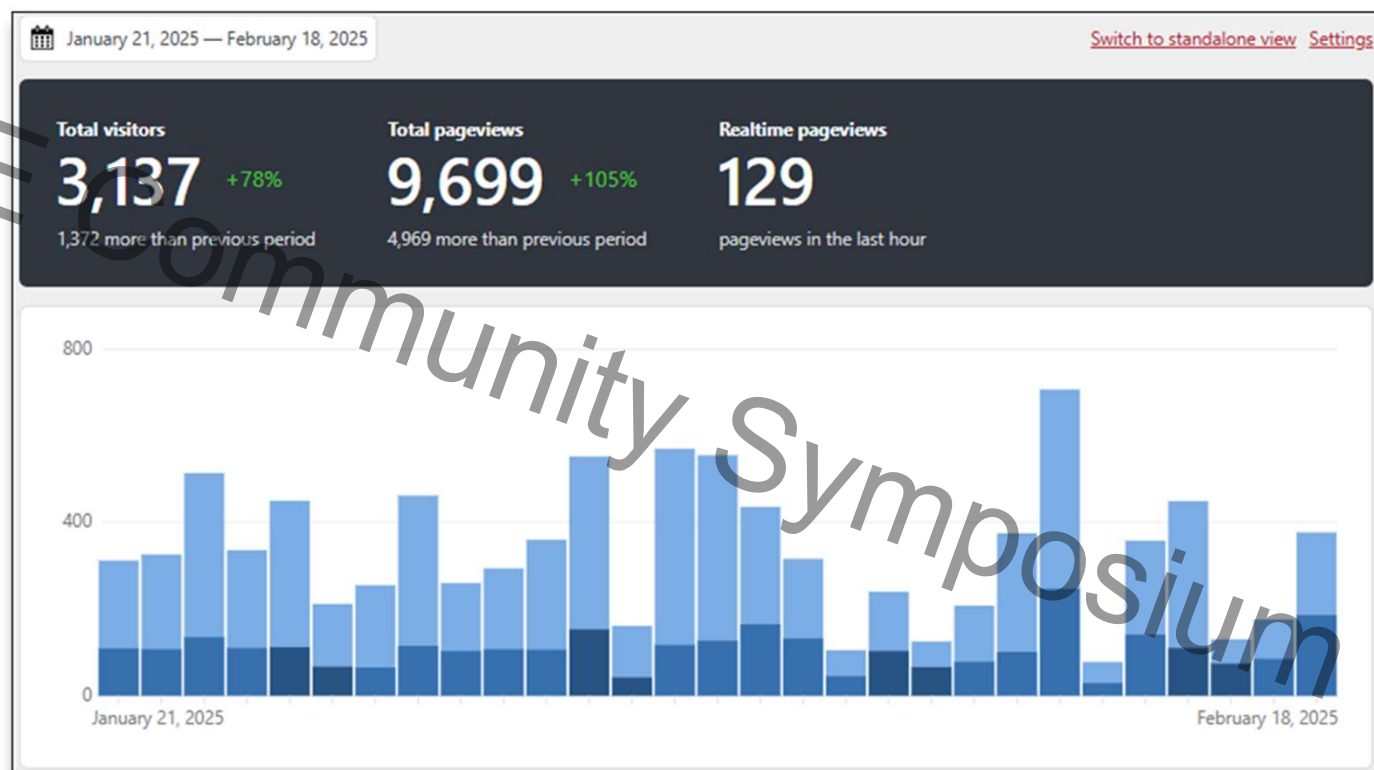 January 21, 2025 — February 18, 2025
Switch to standalone view Settings
Total visitors
3,137 +78%
1,372 more than previous period
Total pageviews
9,699 +105%
4,969 more than previous period
Realtime pageviews
129
pageviews in the last hour
800
400
0
January 21, 2025
February 18, 2025
E Community Symposium